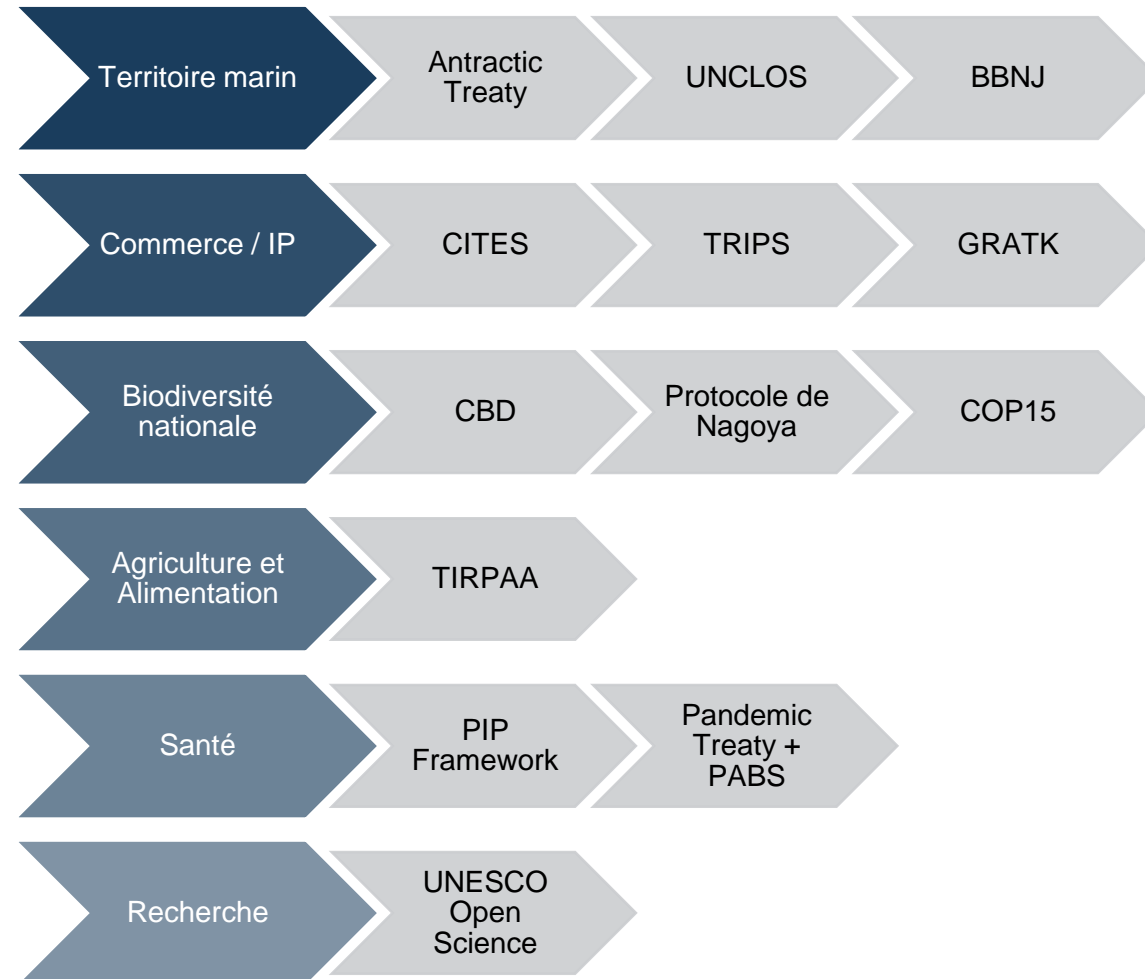 Territoire marin
Antractic
Treaty
UNCLOS
BBNJ
Commerce / IP
CITES
TRIPS
GRATK
Biodiversité
nationale
CBD
Protocole de
Nagoya
COP15
Agriculture et
Alimentation
TIRPAA
Santé
PIP
Framework
Pandemic
Treaty +
PABS
Recherche
UNESCO
Open
Science